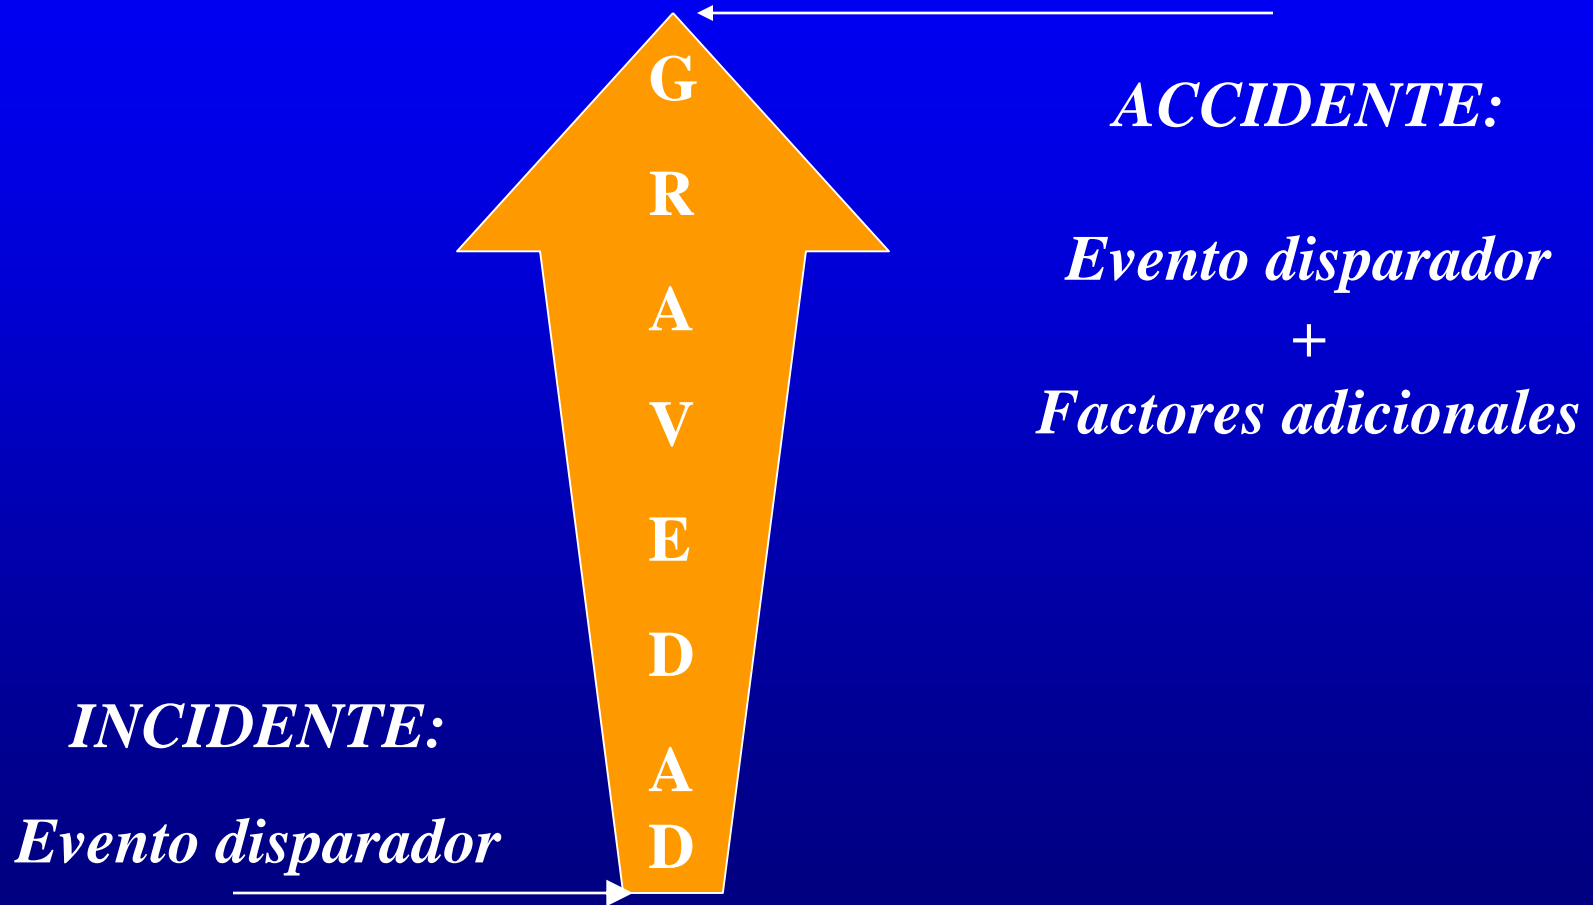 G
R
A
V
E
D
A
D
ACCIDENTE:
Evento disparador
+
Factores adicionales
INCIDENTE:
Evento disparador